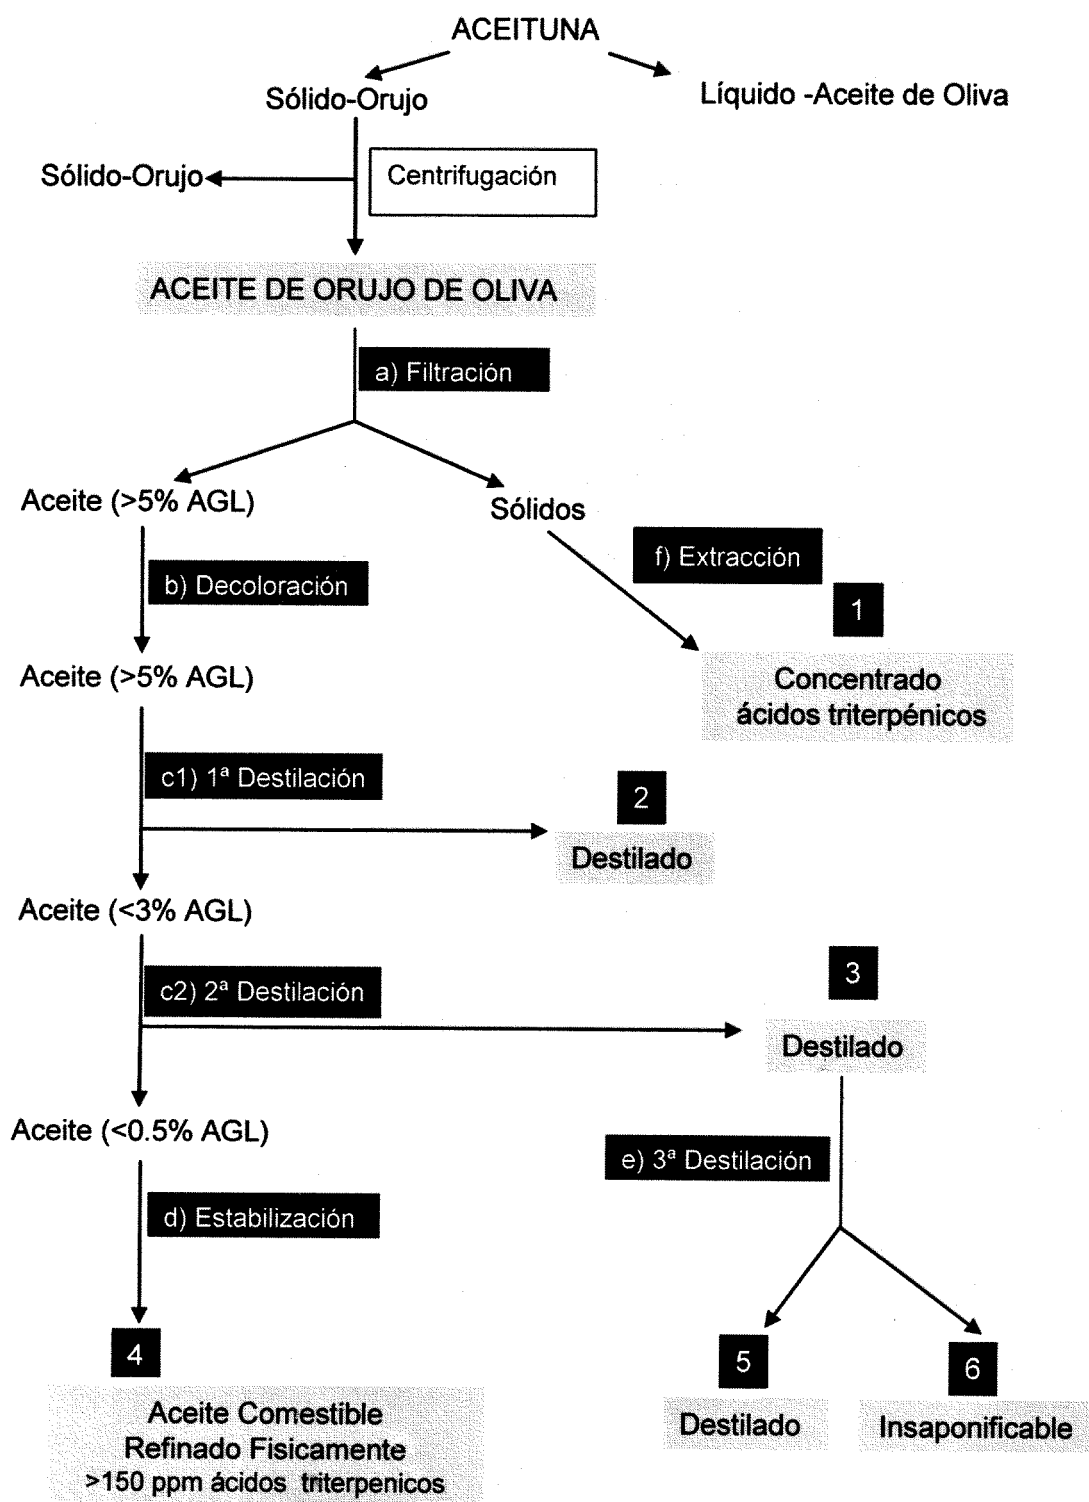 ACEITUNA
Sólido-Orujo
Líquido -Aceite de Oliva
Sólido-Orujo
Centrifugación
ACEITE DE ORUJO DE OLIVA
a) Filtración
Aceite (>5% AGL)
Sólidos
f) Extracción
b) Decoloración
1
Aceite (>5% AGL)
Concentrado
ácidos triterpénicos
c1) 1ª Destilación
2
Destilado
Aceite (<3% AGL)
3
c2) 2ª Destilación
Destilado
Aceite (<0.5% AGL)
e) 3ª Destilación
d) Estabilización
4
5
6
Aceite Comestible
Refinado Fisicamente
>150 ppm ácidos triterpenicos
Destilado
Insaponificable